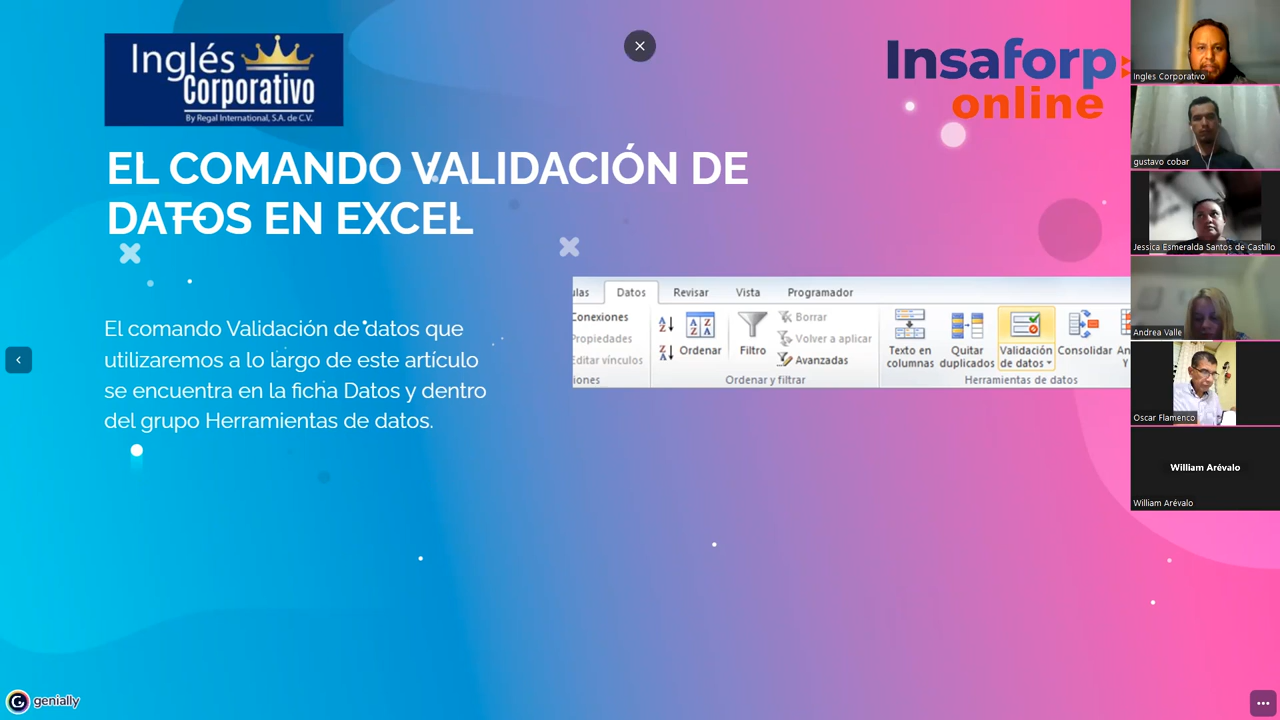 Inglés
Corporativo
By Regal International, S.A. de C.V.
Insaforp
online
EL COMANDO VALIDACIÓN DE
DATOS EN EXCEL
El comando Validación de datos que
utilizaremos a lo largo de este artículo
se encuentra en la ficha Datos y dentro
del grupo Herramientas de datos.
Datos Revisar Vista Programador
Conexiones
Propiedades
Editar vínculos
Ordenar
Filtro
Borrar
Volver a aplicar
Avanzadas
Ordenar y filtrar
Texto en
columnas
Quitar
duplicados
Validación
de datos
Consolidar
Herramientas de datos
Ingles Corporativo
gustavo cobar
Jessica Esmeralda Santos de Castillo
Andrea Valle
Oscar Flamenco
William Arévalo
William Arévalo
genially